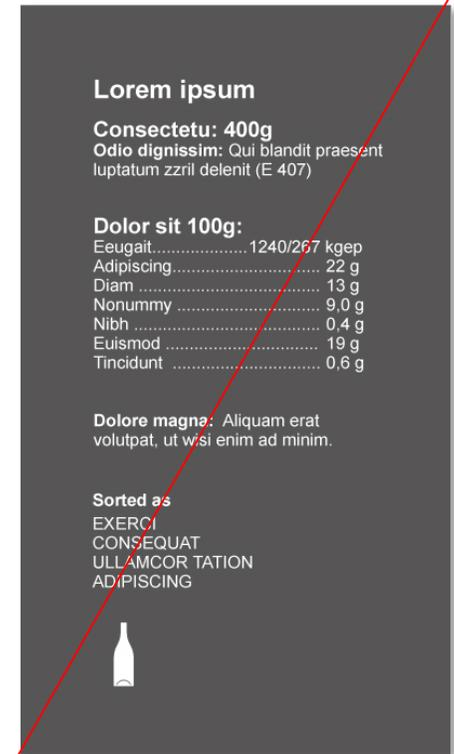 Lorem ipsum
Consectetu: 400g
Odio dignissim: Qui blandit praesent
luptatum zzril delenit (E 407)
Dolor sit 100g:
Eeugait....................1240/267 kgep
Adipiscing............................... 22 g
Diam ...................................... 13 g
Nonummy .............................. 9,0 g
Nibh ....................................... 0,4 g
Euismod ................................ 19 g
Tincidunt ............................... 0,6 g
Dolore magna: Aliquam erat
volutpat, ut wisi enim ad minim.
Sorted as
EXERCI
CONSEQUAT
ULLAMCOR TATION
ADIPISCING